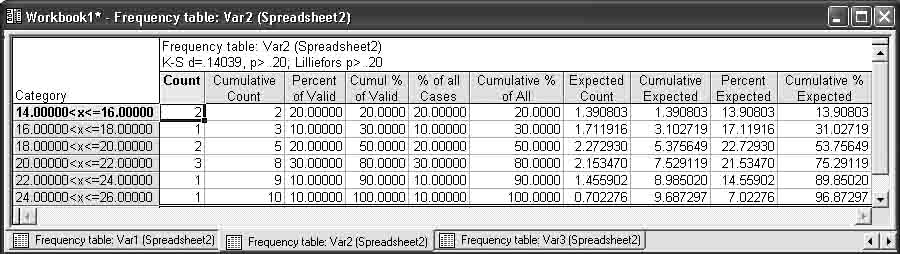 Workbook1* - Frequency table: Var2 (Spreadsheet2)
Frequency table: Var2 (Spreadsheet2)
K-S d=.14039, p> .20; Lilliefors p> .20
Category Count Cumulative Count Percent of Valid Cumul % of Valid % of all Cases Cumulative % of All Expected Count Cumulative Expected Percent Expected Cumulative % Expected
14.00000<x<=16.00000 2 2 20.00000 20.0000 20.00000 20.0000 1.390803 1.390803 13.90803 13.90803
16.00000<x<=18.00000 1 3 10.00000 30.0000 10.00000 30.0000 1.711916 3.102719 17.11916 31.02719
18.00000<x<=20.00000 2 5 20.00000 50.0000 20.00000 50.0000 2.272930 5.375649 22.72930 53.75649
20.00000<x<=22.00000 3 8 30.00000 80.0000 30.00000 80.0000 2.153470 7.529119 21.53470 75.29119
22.00000<x<=24.00000 1 9 10.00000 90.0000 10.00000 90.0000 1.455902 8.985020 14.55902 89.85020
24.00000<x<=26.00000 1 10 10.00000 100.0000 10.00000 100.0000 0.702276 9.687297 7.02276 96.87297
Frequency table: Var1 (Spreadsheet2) Frequency table: Var2 (Spreadsheet2) Frequency table: Var3 (Spreadsheet2)